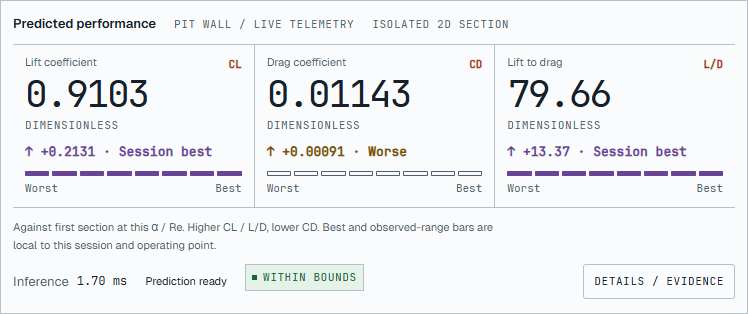 Predicted performance PIT WALL / LIVE TELEMETRY ISOLATED 2D SECTION
Lift coefficient CL
0.9103
DIMENSIONLESS
↑ +0.2131 · Session best
Worst Best
Drag coefficient CD
0.01143
DIMENSIONLESS
↑ +0.00091 · Worse
Worst Best
Lift to drag L/D
79.66
DIMENSIONLESS
↑ +13.37 · Session best
Worst Best
Against first section at this α / Re. Higher CL / L/D, lower CD. Best and observed-range bars are
local to this session and operating point.
Inference 1.70 ms Prediction ready WITHIN BOUNDS DETAILS / EVIDENCE